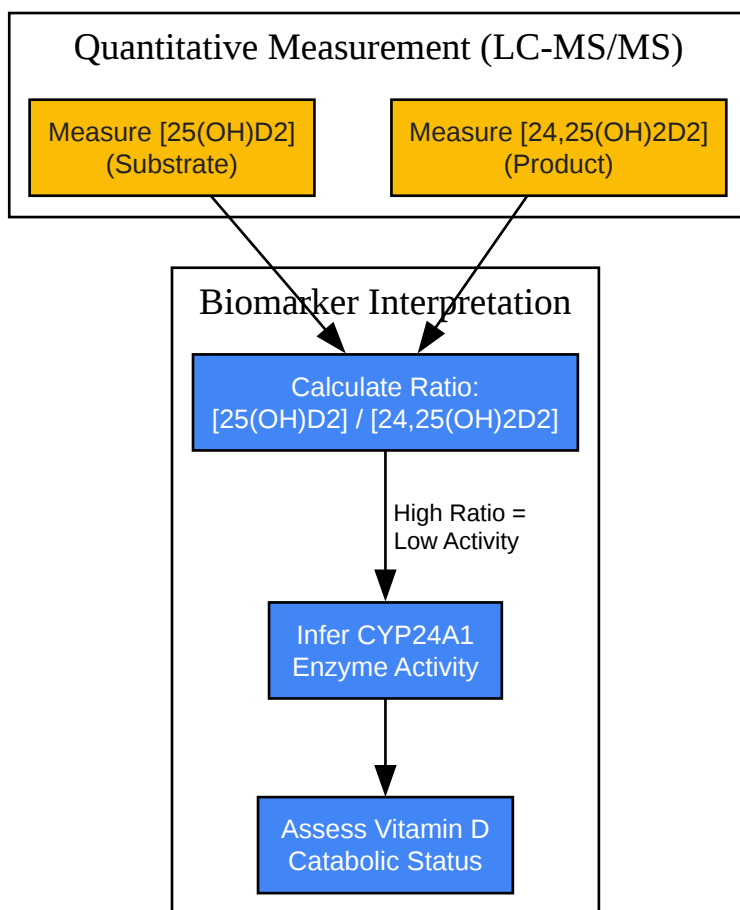 Quantitative Measurement (LC-MS/MS)
Measure [25(OH)D2]
(Substrate)
Measure [24,25(OH)2D2]
(Product)
Biomarker Interpretation
Calculate Ratio:
[25(OH)D2] / [24,25(OH)2D2]
High Ratio =
Low Activity
Infer CYP24A1
Enzyme Activity
Assess Vitamin D
Catabolic Status